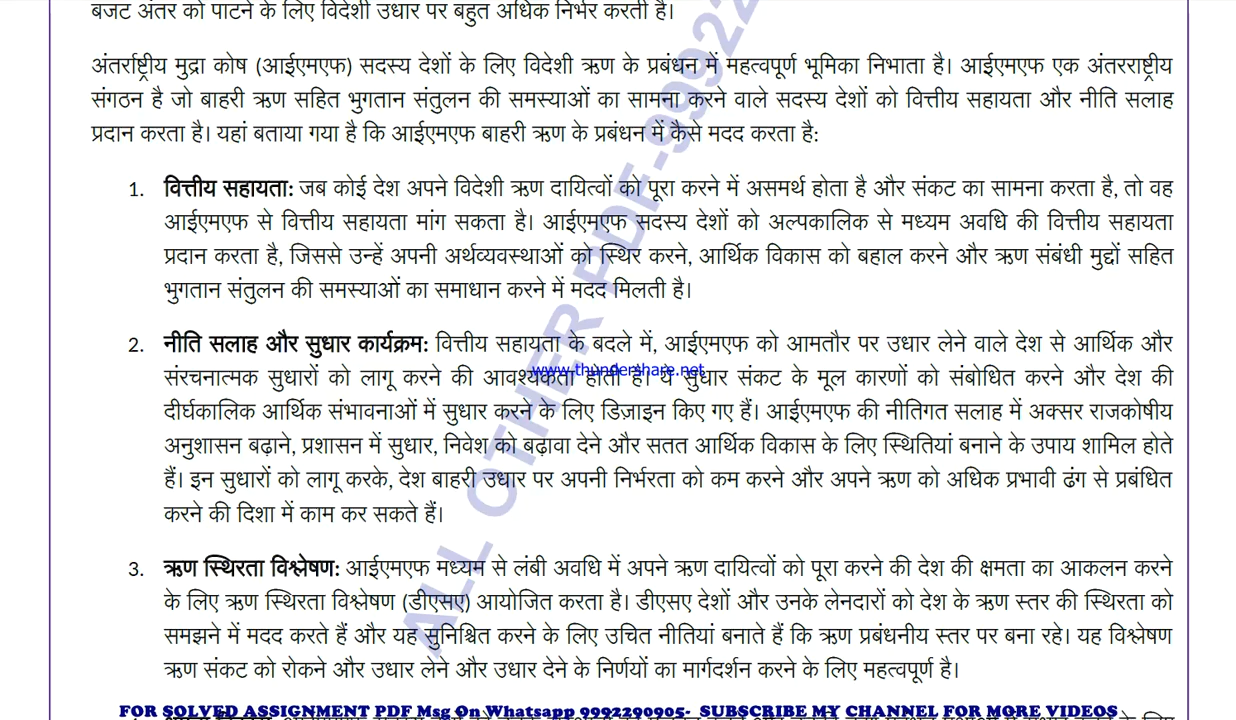 बजट अंतर को पाटने के लिए विदेशी उधार पर बहुत अधिक निर्भर करती है।
अंतर्राष्ट्रीय मुद्रा कोष (आईएमएफ) सदस्य देशों के लिए विदेशी ऋण के प्रबंधन में महत्वपूर्ण भूमिका निभाता है। आईएमएफ एक अंतरराष्ट्रीय
संगठन है जो बाहरी ऋण सहित भुगतान संतुलन की समस्याओं का सामना करने वाले सदस्य देशों को वित्तीय सहायता और नीति सलाह
प्रदान करता है। यहां बताया गया है कि आईएमएफ बाहरी ऋण के प्रबंधन में कैसे मदद करता है:
1. वित्तीय सहायता: जब कोई देश अपने विदेशी ऋण दायित्वों को पूरा करने में असमर्थ होता है और संकट का सामना करता है, तो वह
आईएमएफ से वित्तीय सहायता मांग सकता है। आईएमएफ सदस्य देशों को अल्पकालिक से मध्यम अवधि की वित्तीय सहायता
प्रदान करता है, जिससे उन्हें अपनी अर्थव्यवस्थाओं को स्थिर करने, आर्थिक विकास को बहाल करने और ऋण संबंधी मुद्दों सहित
भुगतान संतुलन की समस्याओं का समाधान करने में मदद मिलती है।
2. नीति सलाह और सुधार कार्यक्रम: वित्तीय सहायता के बदले में, आईएमएफ को आमतौर पर उधार लेने वाले देश से आर्थिक और
संरचनात्मक सुधारों को लागू करने की आवश्यकता होती है। ये सुधार संकट के मूल कारणों को संबोधित करने और देश की
www.thundershare.net
दीर्घकालिक आर्थिक संभावनाओं में सुधार करने के लिए डिज़ाइन किए गए हैं। आईएमएफ की नीतिगत सलाह में अक्सर राजकोषीय
अनुशासन बढ़ाने, प्रशासन में सुधार, निवेश को बढ़ावा देने और सतत आर्थिक विकास के लिए स्थितियां बनाने के उपाय शामिल होते
हैं। इन सुधारों को लागू करके, देश बाहरी उधार पर अपनी निर्भरता को कम करने और अपने ऋण को अधिक प्रभावी ढंग से प्रबंधित
करने की दिशा में काम कर सकते हैं।
3. ऋण स्थिरता विश्लेषण: आईएमएफ मध्यम से लंबी अवधि में अपने ऋण दायित्वों को पूरा करने की देश की क्षमता का आकलन करने
के लिए ऋण स्थिरता विश्लेषण (डीएसए) आयोजित करता है। डीएसए देशों और उनके लेनदारों को देश के ऋण स्तर की स्थिरता को
समझने में मदद करते हैं और यह सुनिश्चित करने के लिए उचित नीतियां बनाते हैं कि ऋण प्रबंधनीय स्तर पर बना रहे। यह विश्लेषण
ऋण संकट को रोकने और उधार लेने और उधार देने के निर्णयों का मार्गदर्शन करने के लिए महत्वपूर्ण है।
ALL OTHER PDF-99922
FOR SOLVED ASSIGNMENT PDF Msg On Whatsapp 9992290905- SUBSCRIBE MY CHANNEL FOR MORE VIDEOS